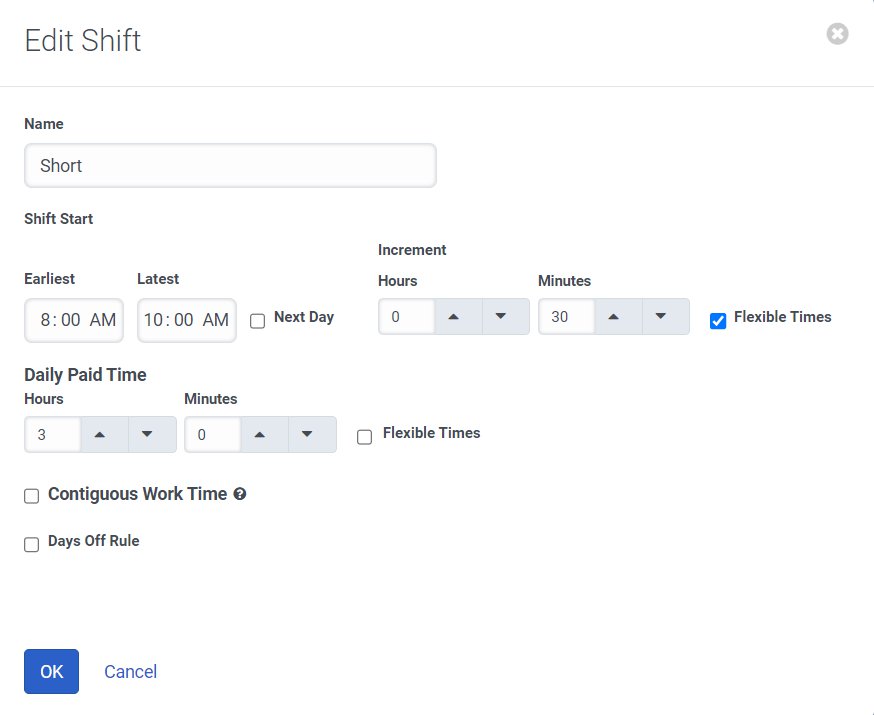 Edit Shift
Name
Short
Shift Start
Increment
Earliest Latest Hours Minutes
8:00 AM 10:00 AM Next Day 0 30 Flexible Times
Daily Paid Time
Hours Minutes
3 0 Flexible Times
Contiguous Work Time ?
Days Off Rule
OK Cancel